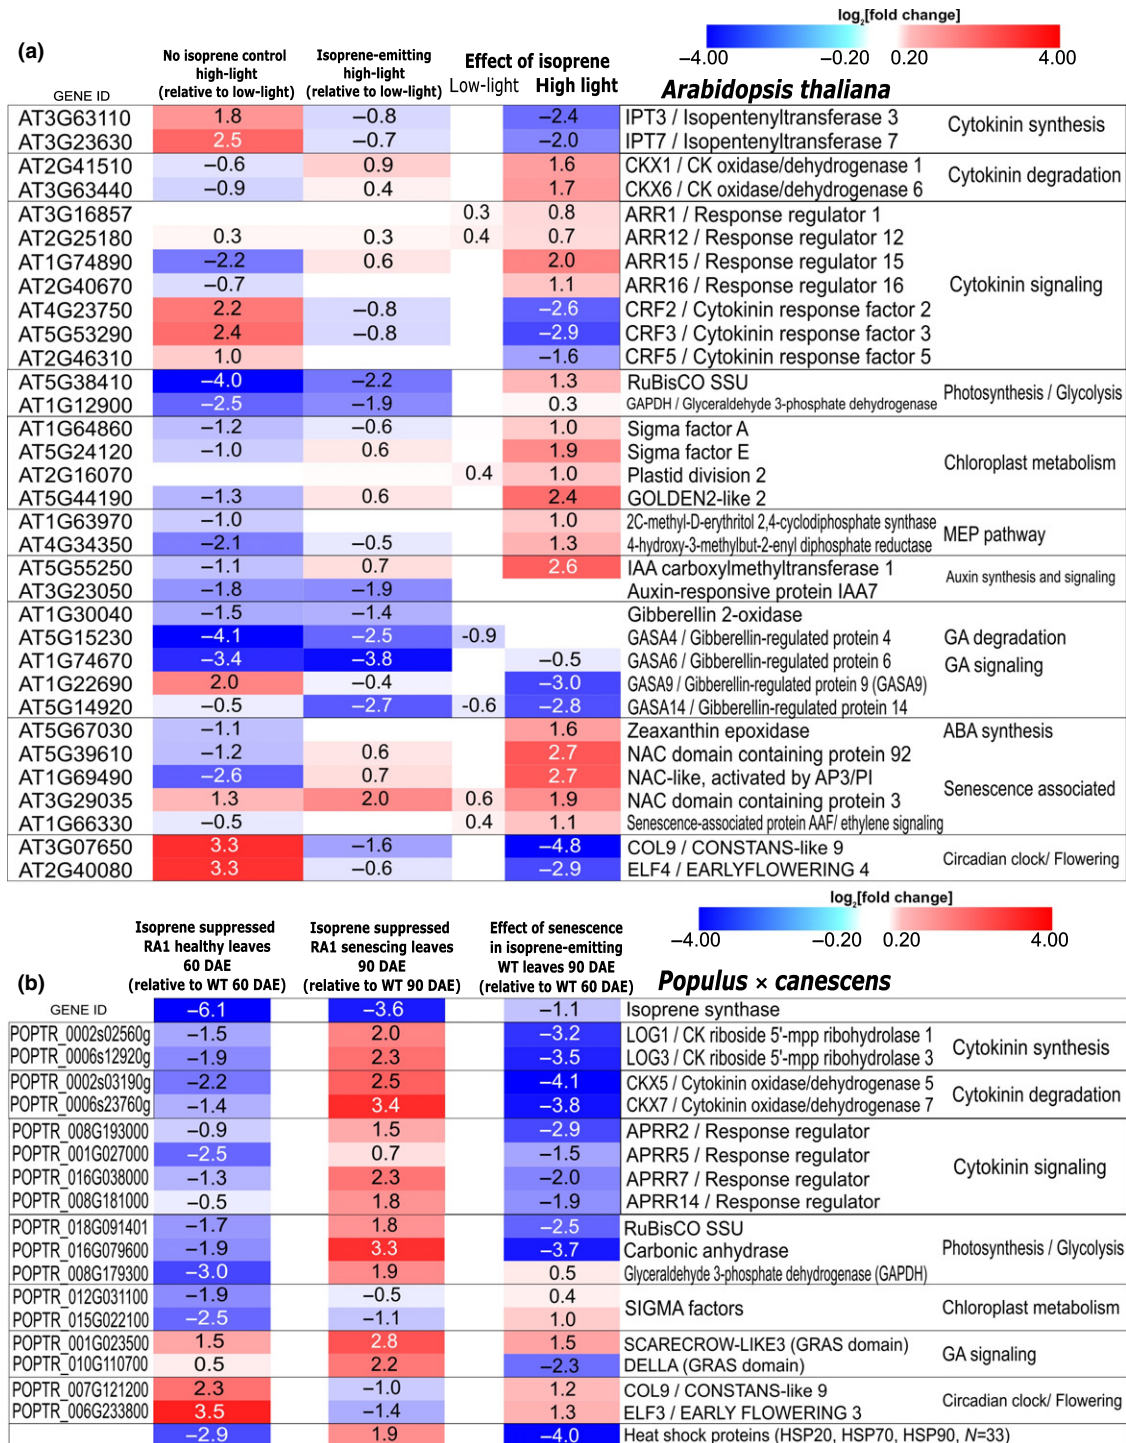 log2[fold change]
−4.00 −0.20 0.20 4.00
(a)
No isoprene control high-light (relative to low-light)
Isoprene-emitting high-light (relative to low-light)
Effect of isoprene
Low-light High light
Arabidopsis thaliana
GENE ID
AT3G63110 1.8 −0.8 −2.4 IPT3 / Isopentenyltransferase 3
Cytokinin synthesis
AT3G23630 2.5 −0.7 −2.0 IPT7 / Isopentenyltransferase 7
AT2G41510 −0.6 0.9 1.6 CKX1 / CK oxidase/dehydrogenase 1
Cytokinin degradation
AT3G63440 −0.9 0.4 1.7 CKX6 / CK oxidase/dehydrogenase 6
AT3G16857 0.3 0.8 ARR1 / Response regulator 1
AT2G25180 0.3 0.3 0.4 0.7 ARR12 / Response regulator 12
AT1G74890 −2.2 0.6 2.0 ARR15 / Response regulator 15
AT2G40670 −0.7 1.1 ARR16 / Response regulator 16
Cytokinin signaling
AT4G23750 2.2 −0.8 −2.6 CRF2 / Cytokinin response factor 2
AT5G53290 2.4 −0.8 −2.9 CRF3 / Cytokinin response factor 3
AT2G46310 1.0 −1.6 CRF5 / Cytokinin response factor 5
AT5G38410 −4.0 −2.2 1.3 RuBisCO SSU
Photosynthesis / Glycolysis
AT1G12900 −2.5 −1.9 0.3 GAPDH / Glyceraldehyde 3-phosphate dehydrogenase
AT1G64860 −1.2 −0.6 1.0 Sigma factor A
AT5G24120 −1.0 0.6 1.9 Sigma factor E
Chloroplast metabolism
AT2G16070 0.4 1.0 Plastid division 2
AT5G44190 −1.3 0.6 2.4 GOLDEN2-like 2
AT1G63970 −1.0 1.0 2C-methyl-D-erythritol 2,4-cyclodiphosphate synthase
MEP pathway
AT4G34350 −2.1 −0.5 1.3 4-hydroxy-3-methylbut-2-enyl diphosphate reductase
AT5G55250 −1.1 0.7 2.6 IAA carboxylmethyltransferase 1
Auxin synthesis and signaling
AT3G23050 −1.8 −1.9 Auxin-responsive protein IAA7
AT1G30040 −1.5 −1.4 Gibberellin 2-oxidase
AT5G15230 −4.1 −2.5 -0.9 GASA4 / Gibberellin-regulated protein 4 GA degradation
AT1G74670 −3.4 −3.8 −0.5 GASA6 / Gibberellin-regulated protein 6 GA signaling
AT1G22690 2.0 −0.4 −3.0 GASA9 / Gibberellin-regulated protein 9 (GASA9)
AT5G14920 −0.5 −2.7 -0.6 −2.8 GASA14 / Gibberellin-regulated protein 14
AT5G67030 −1.1 1.6 Zeaxanthin epoxidase ABA synthesis
AT5G39610 −1.2 0.6 2.7 NAC domain containing protein 92
AT1G69490 −2.6 0.7 2.7 NAC-like, activated by AP3/PI
Senescence associated
AT3G29035 1.3 2.0 0.6 1.9 NAC domain containing protein 3
AT1G66330 −0.5 0.4 1.1 Senescence-associated protein AAF/ ethylene signaling
AT3G07650 3.3 −1.6 −4.8 COL9 / CONSTANS-like 9
Circadian clock/ Flowering
AT2G40080 3.3 −0.6 −2.9 ELF4 / EARLYFLOWERING 4
log2[fold change]
−4.00 −0.20 0.20 4.00
(b)
Isoprene suppressed RA1 healthy leaves 60 DAE (relative to WT 60 DAE)
Isoprene suppressed RA1 senescing leaves 90 DAE (relative to WT 90 DAE)
Effect of senescence in isoprene-emitting WT leaves 90 DAE (relative to WT 60 DAE)
Populus × canescens
GENE ID −6.1 −3.6 −1.1 Isoprene synthase
POPTR_0002s02560g −1.5 2.0 −3.2 LOG1 / CK riboside 5'-mpp ribohydrolase 1
Cytokinin synthesis
POPTR_0006s12920g −1.9 2.3 −3.5 LOG3 / CK riboside 5'-mpp ribohydrolase 3
POPTR_0002s03190g −2.2 2.5 −4.1 CKX5 / Cytokinin oxidase/dehydrogenase 5
Cytokinin degradation
POPTR_0006s23760g −1.4 3.4 −3.8 CKX7 / Cytokinin oxidase/dehydrogenase 7
POPTR_008G193000 −0.9 1.5 −2.9 APRR2 / Response regulator
POPTR_001G027000 −2.5 0.7 −1.5 APRR5 / Response regulator
Cytokinin signaling
POPTR_016G038000 −1.3 2.3 −2.0 APRR7 / Response regulator
POPTR_008G181000 −0.5 1.8 −1.9 APRR14 / Response regulator
POPTR_018G091401 −1.7 1.8 −2.5 RuBisCO SSU
POPTR_016G079600 −1.9 3.3 −3.7 Carbonic anhydrase Photosynthesis / Glycolysis
POPTR_008G179300 −3.0 1.9 0.5 Glyceraldehyde 3-phosphate dehydrogenase (GAPDH)
POPTR_012G031100 −1.9 −0.5 0.4
SIGMA factors Chloroplast metabolism
POPTR_015G022100 −2.5 −1.1 1.0
POPTR_001G023500 1.5 2.8 1.5 SCARECROW-LIKE3 (GRAS domain)
GA signaling
POPTR_010G110700 0.5 2.2 −2.3 DELLA (GRAS domain)
POPTR_007G121200 2.3 −1.0 1.2 COL9 / CONSTANS-like 9
Circadian clock/ Flowering
POPTR_006G233800 3.5 −1.4 1.3 ELF3 / EARLY FLOWERING 3
−2.9 1.9 −4.0 Heat shock proteins (HSP20, HSP70, HSP90, N=33)